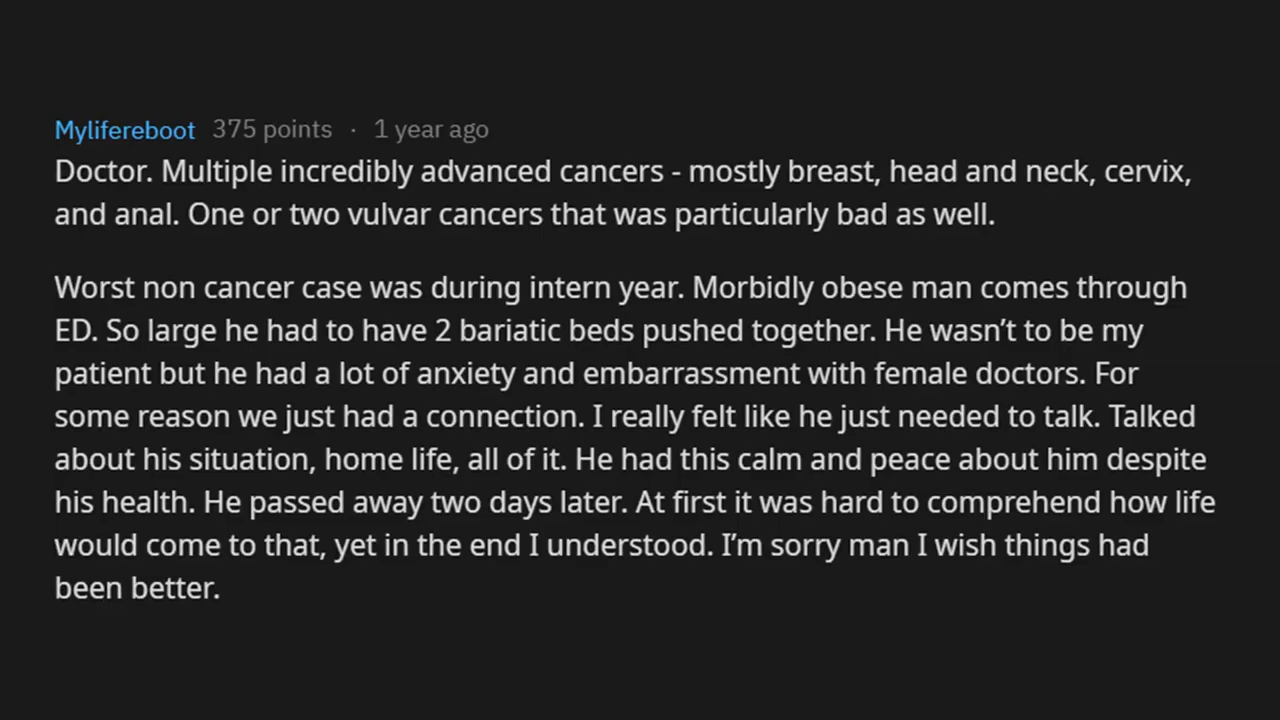 Mylifereboot 375 points · 1 year ago
Doctor. Multiple incredibly advanced cancers - mostly breast, head and neck, cervix,
and anal. One or two vulvar cancers that was particularly bad as well.
Worst non cancer case was during intern year. Morbidly obese man comes through
ED. So large he had to have 2 bariatic beds pushed together. He wasn’t to be my
patient but he had a lot of anxiety and embarrassment with female doctors. For
some reason we just had a connection. I really felt like he just needed to talk. Talked
about his situation, home life, all of it. He had this calm and peace about him despite
his health. He passed away two days later. At first it was hard to comprehend how life
would come to that, yet in the end I understood. I’m sorry man I wish things had
been better.